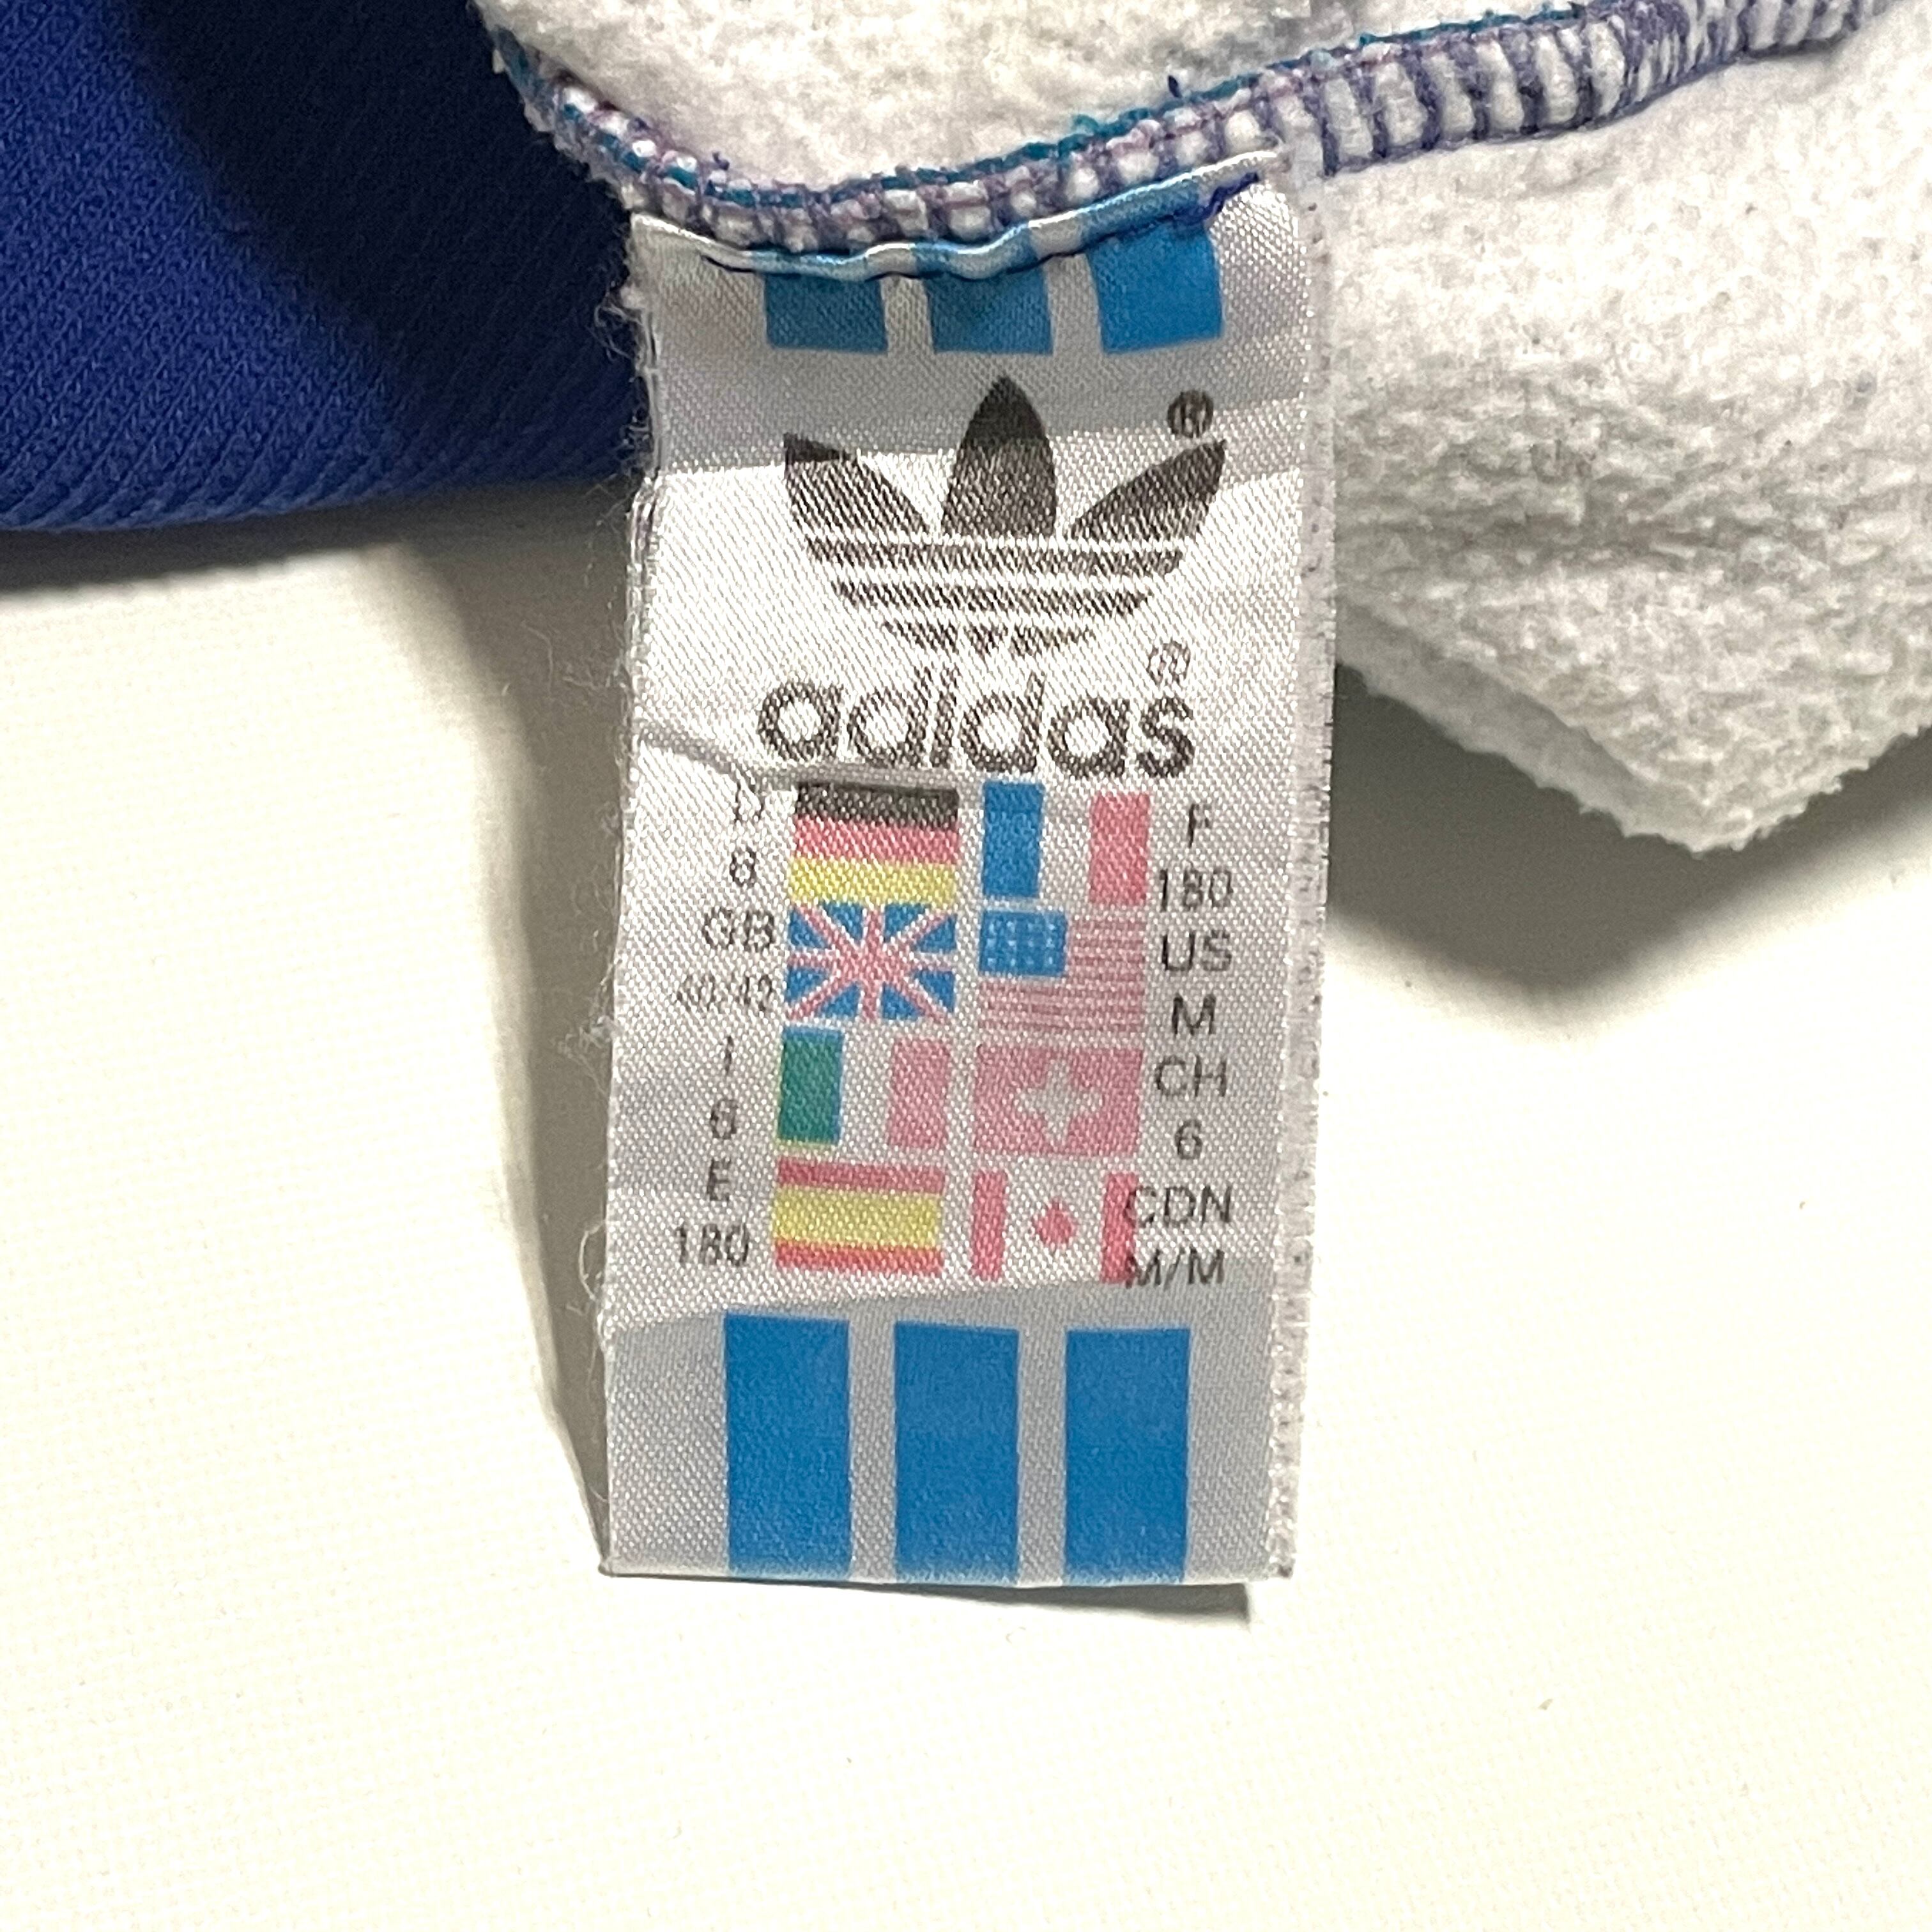 ®
®
adidas
D F
6 180
GB US
40/42 M
I CH
6 6
E CDN
180 M/M